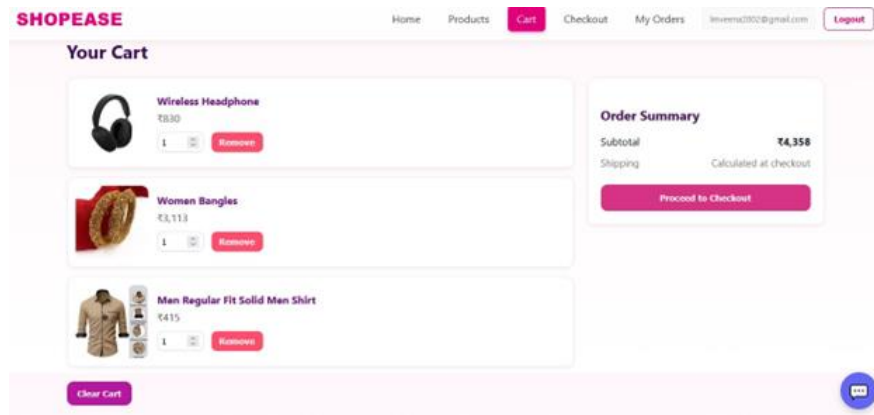 SHOPEASE
Home Products Cart Checkout My Orders Logout
Your Cart
Wireless Headphone
₹830
1 Remove
Women Bangles
₹3,113
1 Remove
Men Regular Fit Solid Men Shirt
₹415
1 Remove
Clear Cart
Order Summary
Subtotal ₹4,358
Shipping Calculated at checkout
Proceed to Checkout